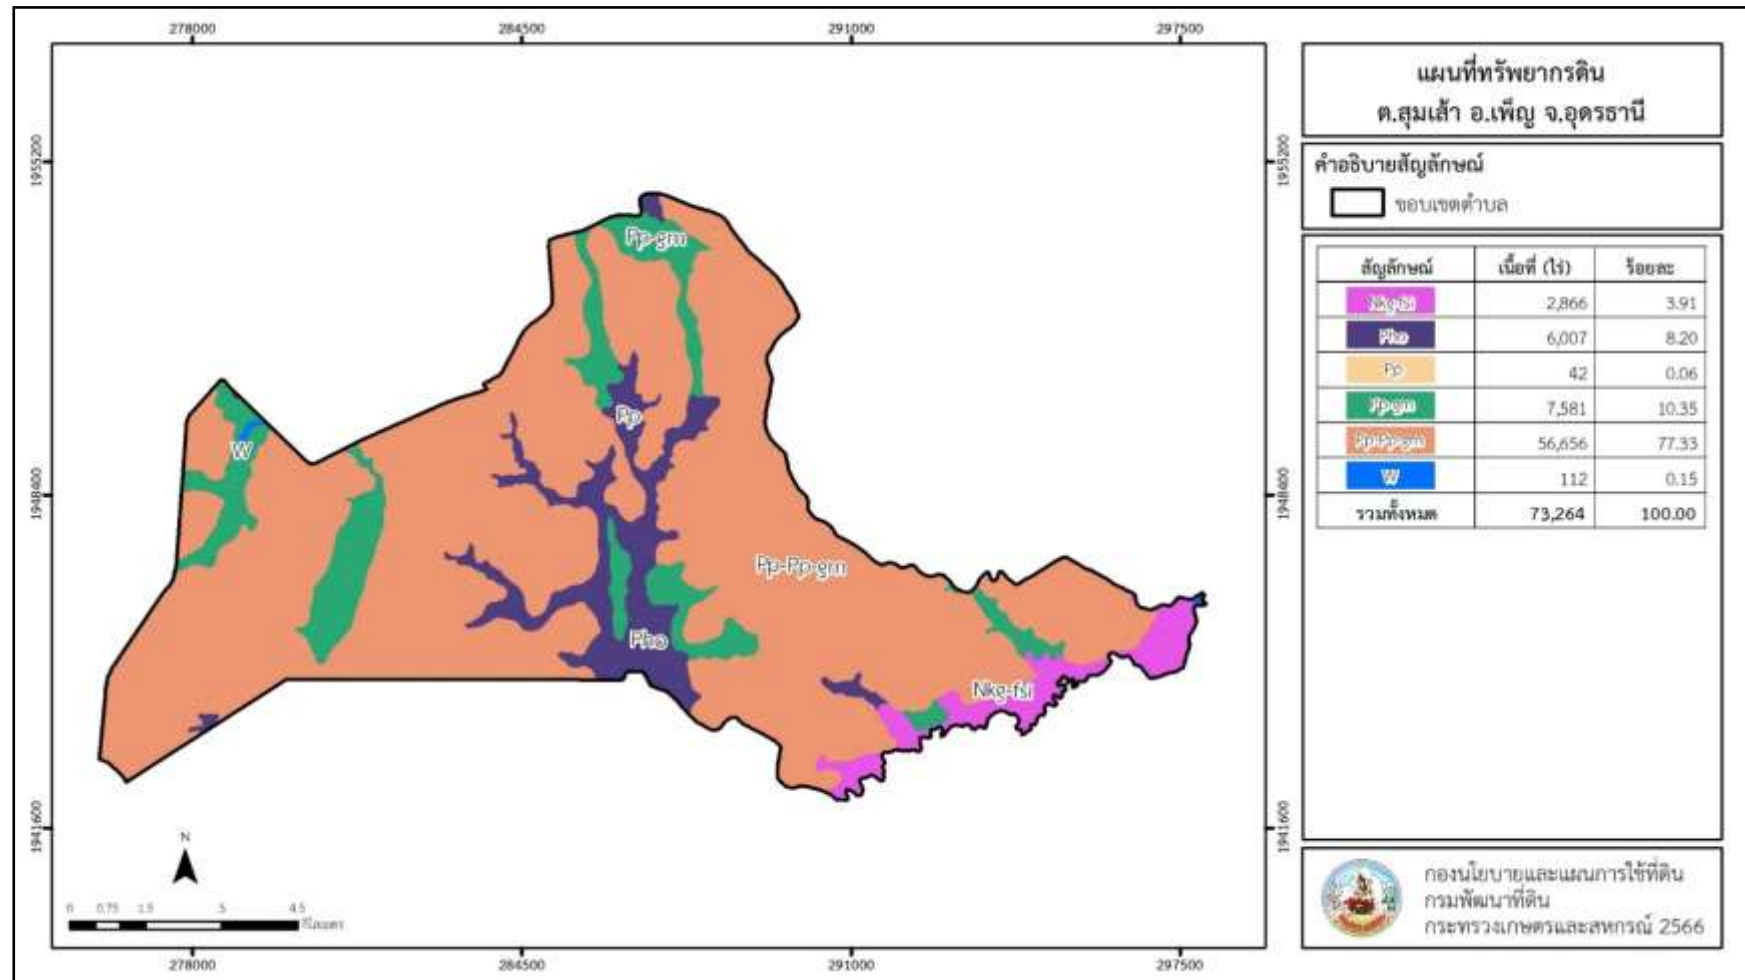 278000 284500 291000 297500
แผนที่ทรัพยากรดิน
ต.สุมเส้า อ.เพ็ญ จ.อุดรธานี
คำอธิบายสัญลักษณ์
ขอบเขตตำบล
สัญลักษณ์ เนื้อที่ (ไร่) ร้อยละ
Nkg-fsi 2,866 3.91
Pho 6,007 8.20
Pp 42 0.06
Pp-gm 7,581 10.35
Pp-Pp-gm 56,656 77.33
W 112 0.15
รวมทั้งหมด 73,264 100.00
1955200 1955200
Pp-gm
Pp
W
1948400 1948400
Pp-Pp-gm
Pho
Nkg-fsi
1941600 1941600
N
0 0.75 1.5 3 4.5
กิโลเมตร
278000 284500 291000 297500
กองนโยบายและแผนการใช้ที่ดิน
กรมพัฒนาที่ดิน
กระทรวงเกษตรและสหกรณ์ 2566